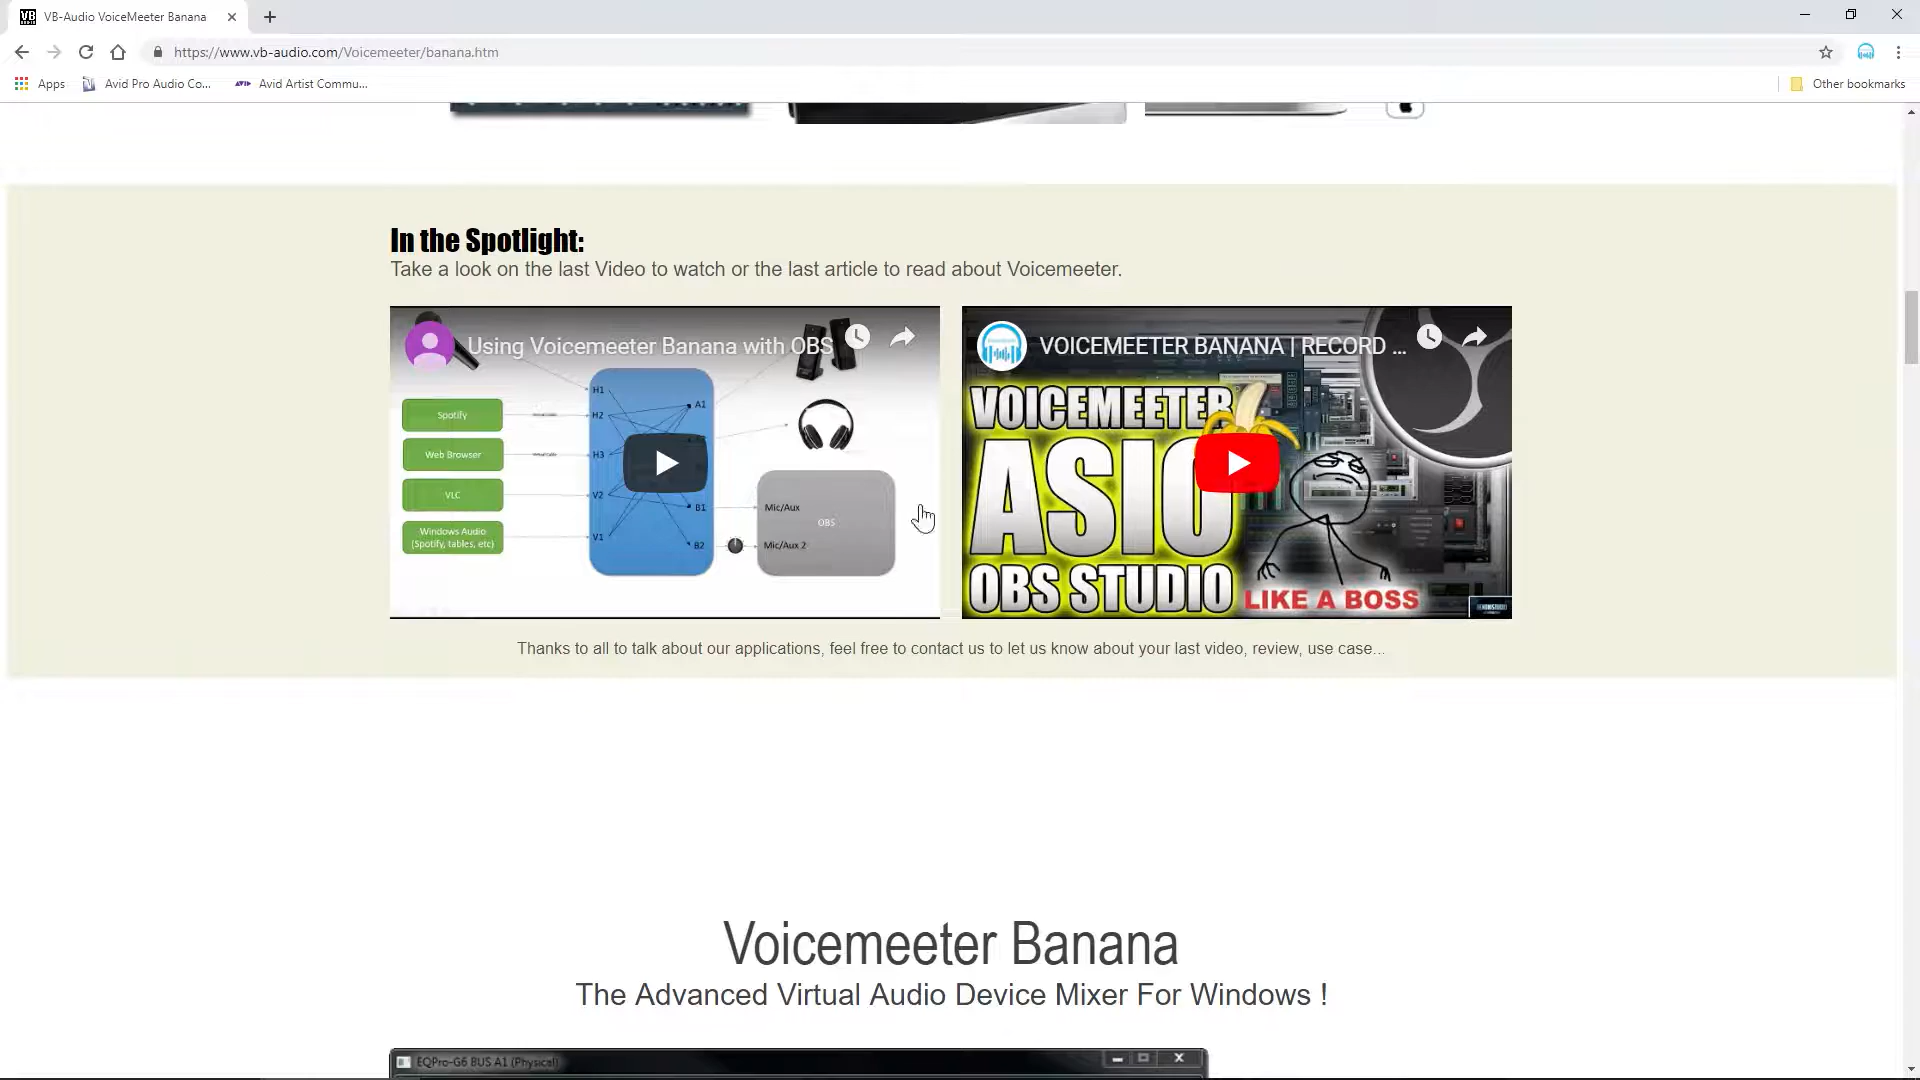 VB-Audio VoiceMeeter Banana
https://www.vb-audio.com/Voicemeeter/banana.htm
Apps
Avid Pro Audio Co...
Avid Artist Commu...
Other bookmarks
In the Spotlight:
Take a look on the last Video to watch or the last article to read about Voicemeeter.
Using Voicemeeter Banana with OBS
Spotify
Web Browser
VLC
Windows Audio
(Spotify, tables, etc)
H1
H2
H3
V2
V1
A1
B1
B2
Mic/Aux
OBS
Mic/Aux 2
VOICEMEETER BANANA | RECORD ...
VOICEMEETER
ASIO
OBS STUDIO
LIKE A BOSS
Thanks to all to talk about our applications, feel free to contact us to let us know about your last video, review, use case...
Voicemeeter Banana
The Advanced Virtual Audio Device Mixer For Windows !
EQPro-G6 BUS A1 (Physical)